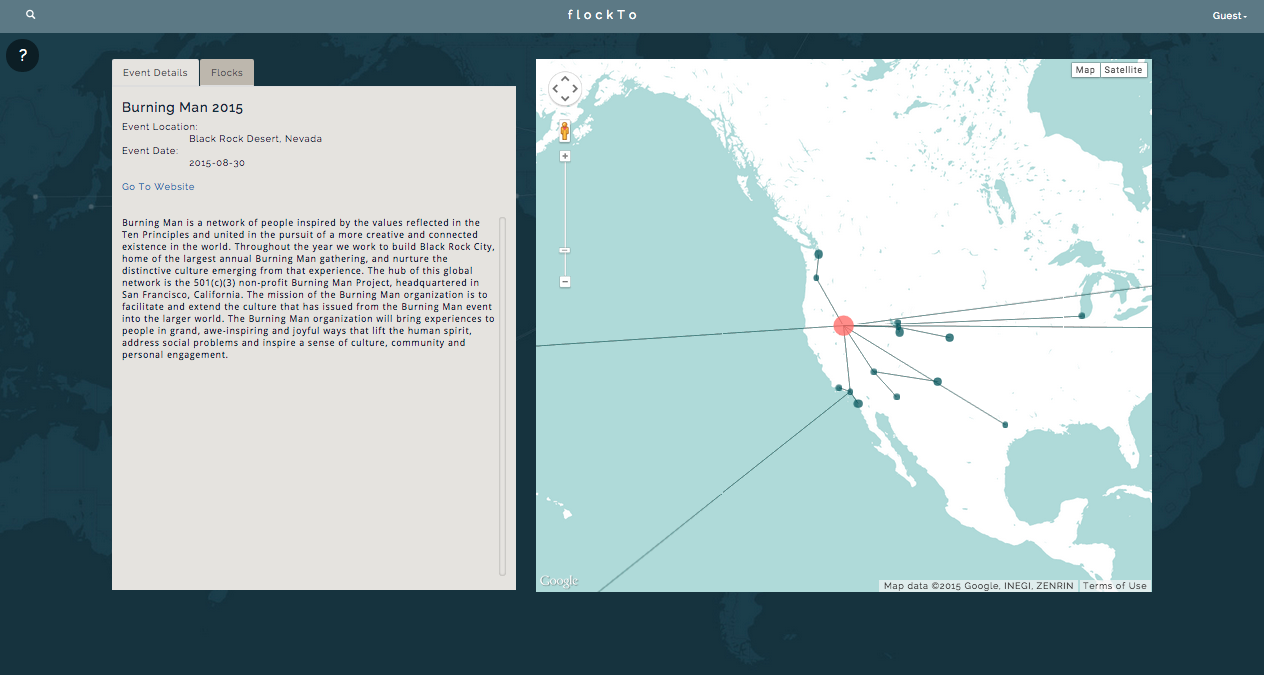 flockTo
Guest
?
Event Details
Flocks
Burning Man 2015
Event Location:
Black Rock Desert, Nevada
Event Date:
2015-08-30
Go To Website
Burning Man is a network of people inspired by the values reflected in the
Ten Principles and united in the pursuit of a more creative and connected
existence in the world. Throughout the year we work to build Black Rock City,
home of the largest annual Burning Man gathering, and nurture the
distinctive culture emerging from that experience. The hub of this global
network is the 501(c)(3) non-profit Burning Man Project, headquartered in
San Francisco, California. The mission of the Burning Man organization is to
facilitate and extend the culture that has issued from the Burning Man event
into the larger world. The Burning Man organization will bring experiences to
people in grand, awe-inspiring and joyful ways that lift the human spirit,
address social problems and inspire a sense of culture, community and
personal engagement.
Map
Satellite
Google
Map data ©2015 Google, INEGI, ZENRIN
Terms of Use